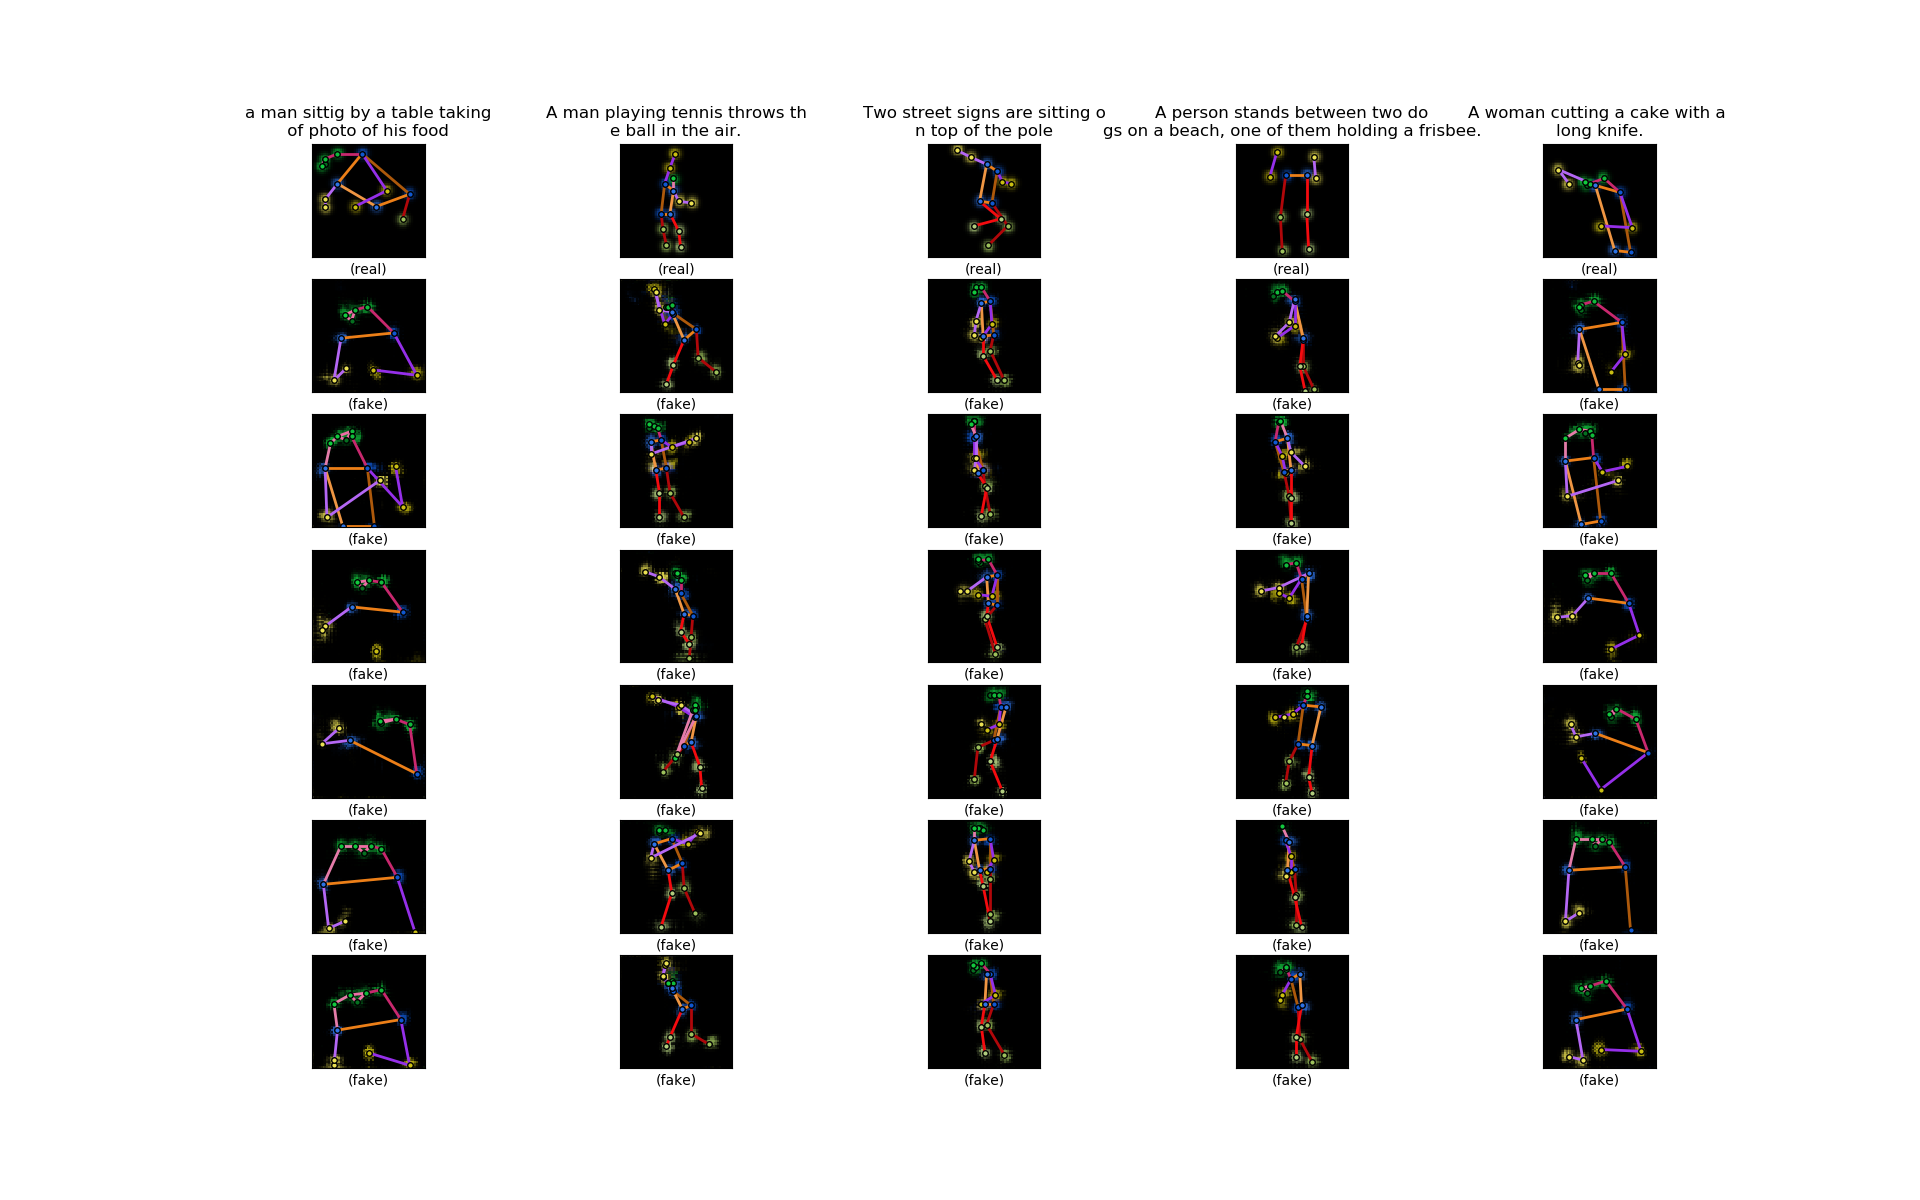 a man sittig by a table taking
of photo of his food
A man playing tennis throws th
e ball in the air.
Two street signs are sitting o
n top of the pole
A person stands between two do
gs on a beach, one of them holding a frisbee.
A woman cutting a cake with a
long knife.
(real) (real) (real) (real) (real)
(fake) (fake) (fake) (fake) (fake)
(fake) (fake) (fake) (fake) (fake)
(fake) (fake) (fake) (fake) (fake)
(fake) (fake) (fake) (fake) (fake)
(fake) (fake) (fake) (fake) (fake)
(fake) (fake) (fake) (fake) (fake)